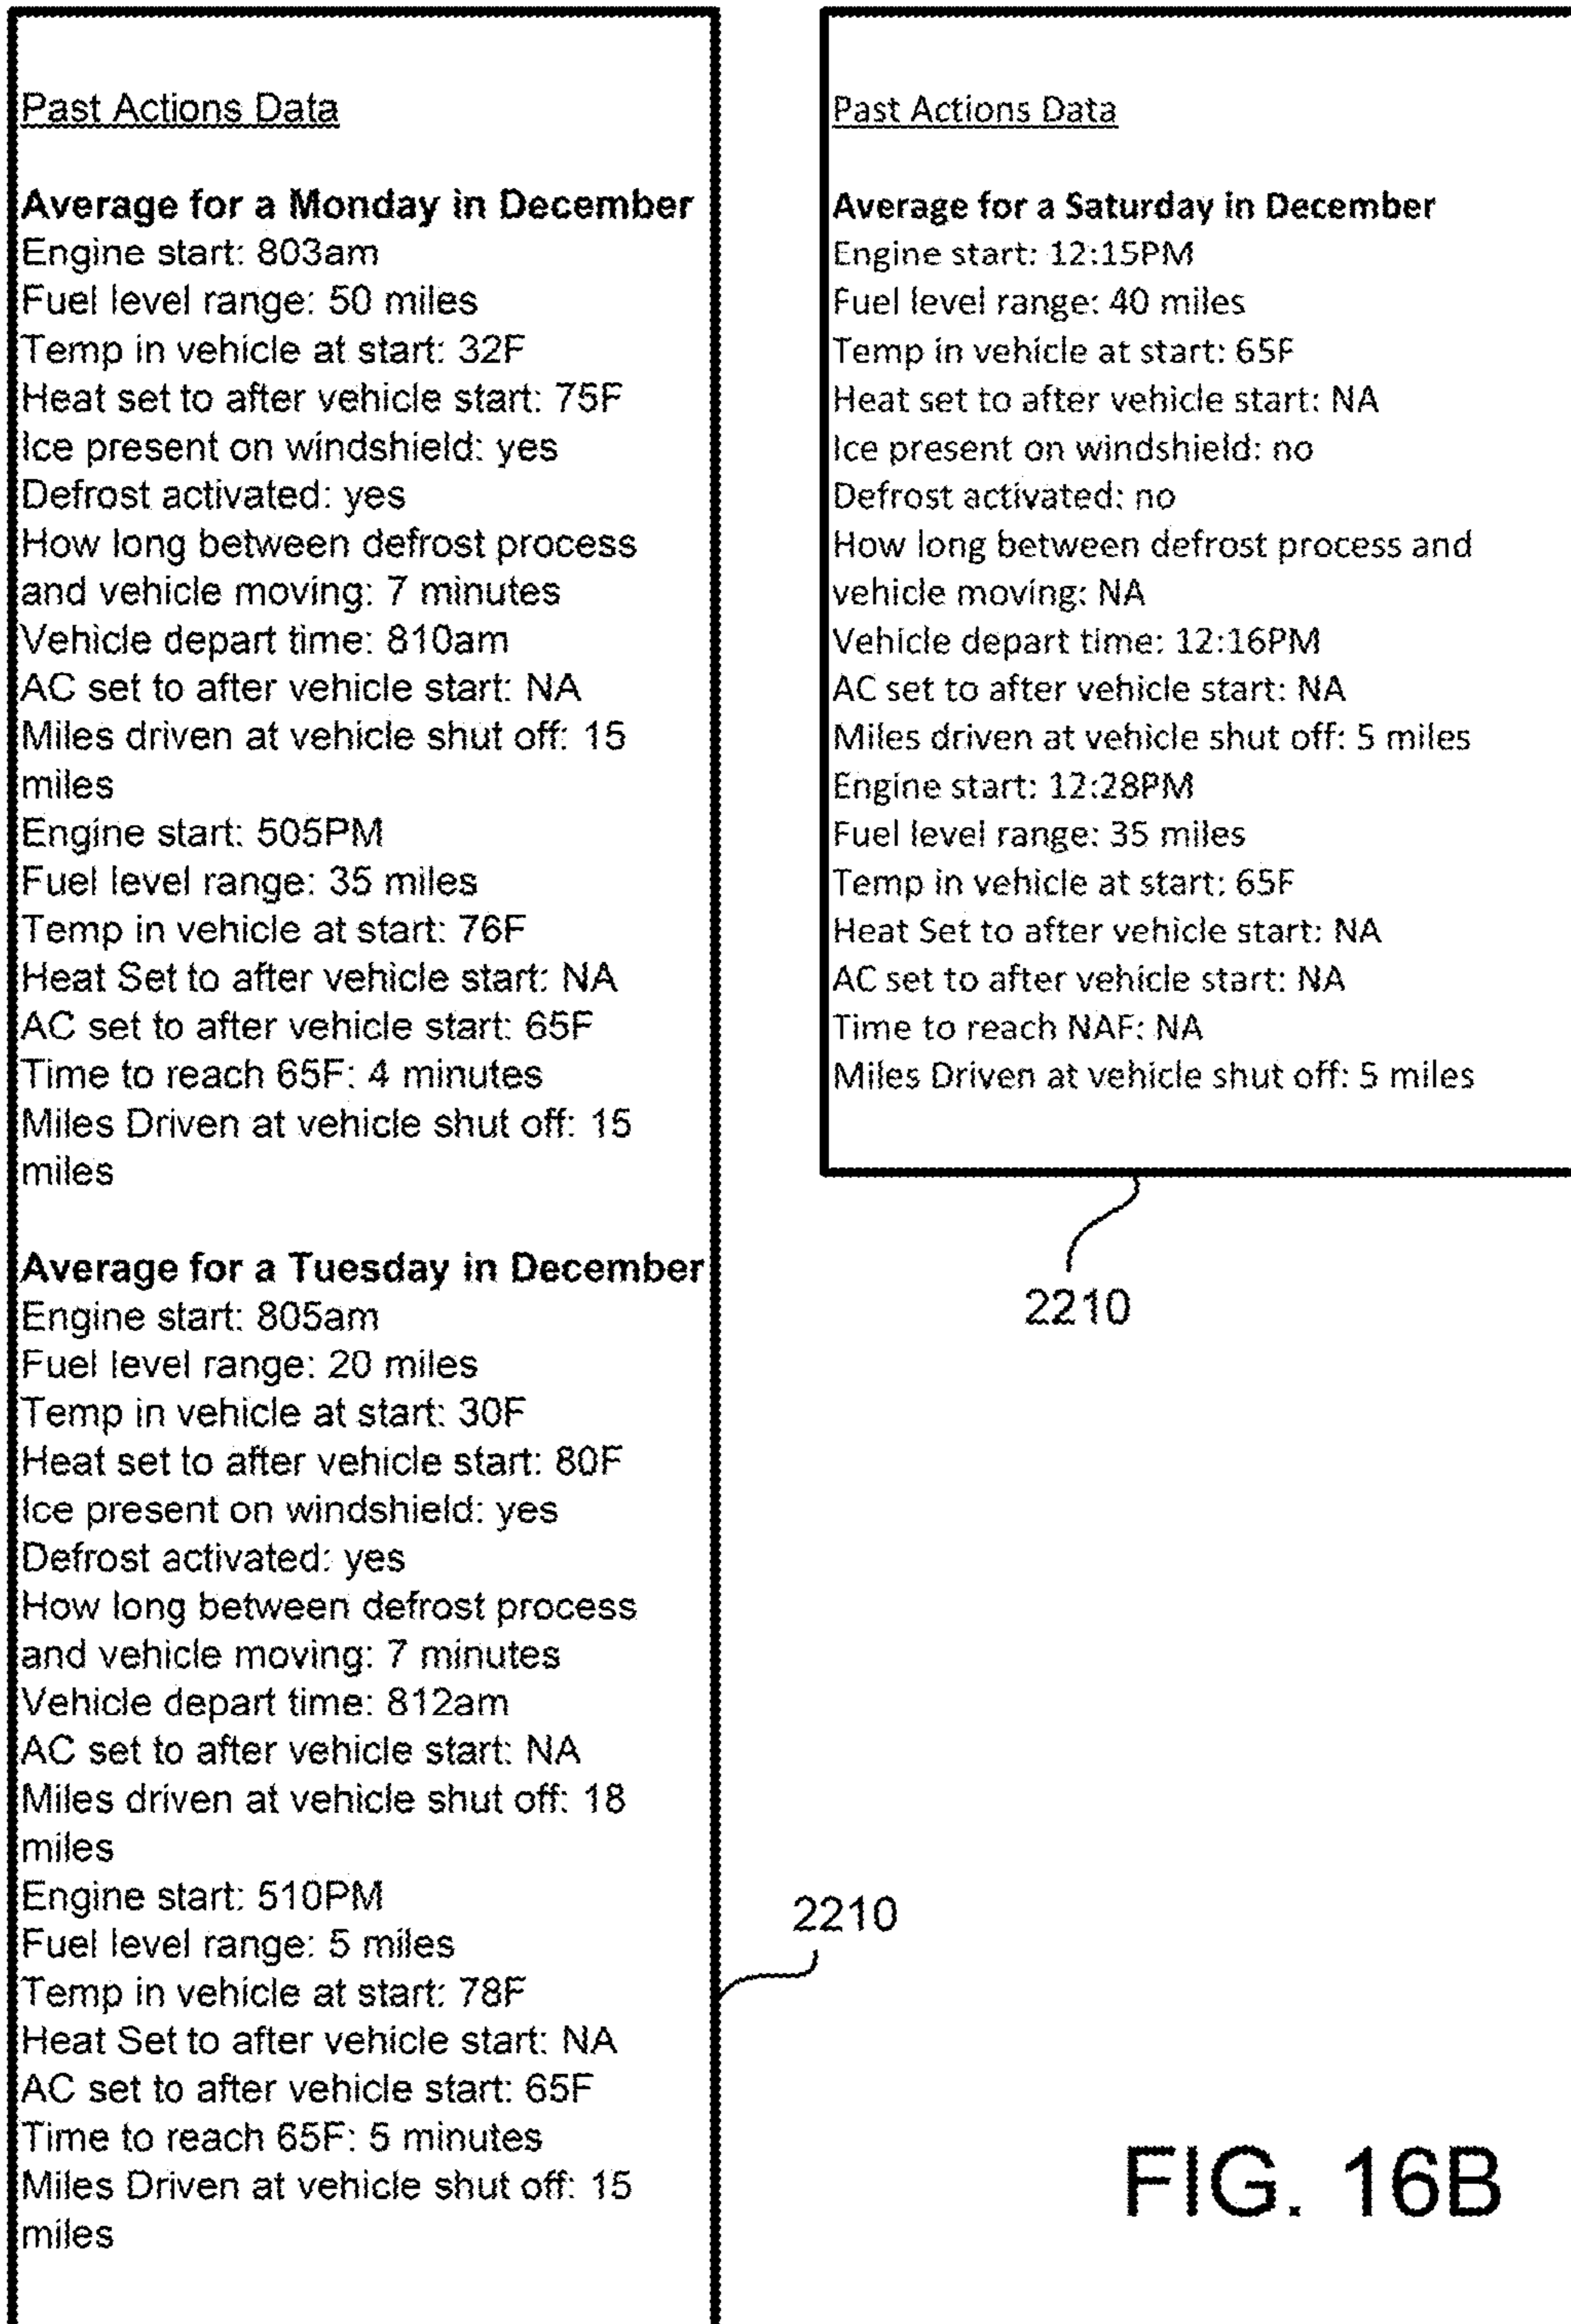 Past Actions Data
Average for a Monday in December
Engine start: 803am
Fuel level range: 50 miles
Temp in vehicle at start: 32F
Heat set to after vehicle start: 75F
Ice present on windshield: yes
Defrost activated: yes
How long between defrost process
and vehicle moving: 7 minutes
Vehicle depart time: 810am
AC set to after vehicle start: NA
Miles driven at vehicle shut off: 15
miles
Engine start: 505PM
Fuel level range: 35 miles
Temp in vehicle at start: 76F
Heat Set to after vehicle start: NA
AC set to after vehicle start: 65F
Time to reach 65F: 4 minutes
Miles Driven at vehicle shut off: 15
miles
Average for a Tuesday in December
Engine start: 805am
Fuel level range: 20 miles
Temp in vehicle at start: 30F
Heat set to after vehicle start: 80F
Ice present on windshield: yes
Defrost activated: yes
How long between defrost process
and vehicle moving: 7 minutes
Vehicle depart time: 812am
AC set to after vehicle start: NA
Miles driven at vehicle shut off: 18
miles
Engine start: 510PM
Fuel level range: 5 miles
Temp in vehicle at start: 78F
Heat Set to after vehicle start: NA
AC set to after vehicle start: 65F
Time to reach 65F: 5 minutes
Miles Driven at vehicle shut off: 15
miles
2210
Past Actions Data
Average for a Saturday in December
Engine start: 12:15PM
Fuel level range: 40 miles
Temp in vehicle at start: 65F
Heat set to after vehicle start: NA
Ice present on windshield: no
Defrost activated: no
How long between defrost process and
vehicle moving: NA
Vehicle depart time: 12:16PM
AC set to after vehicle start: NA
Miles driven at vehicle shut off: 5 miles
Engine start: 12:28PM
Fuel level range: 35 miles
Temp in vehicle at start: 65F
Heat Set to after vehicle start: NA
AC set to after vehicle start: NA
Time to reach NAF: NA
Miles Driven at vehicle shut off: 5 miles
2210
FIG. 16B